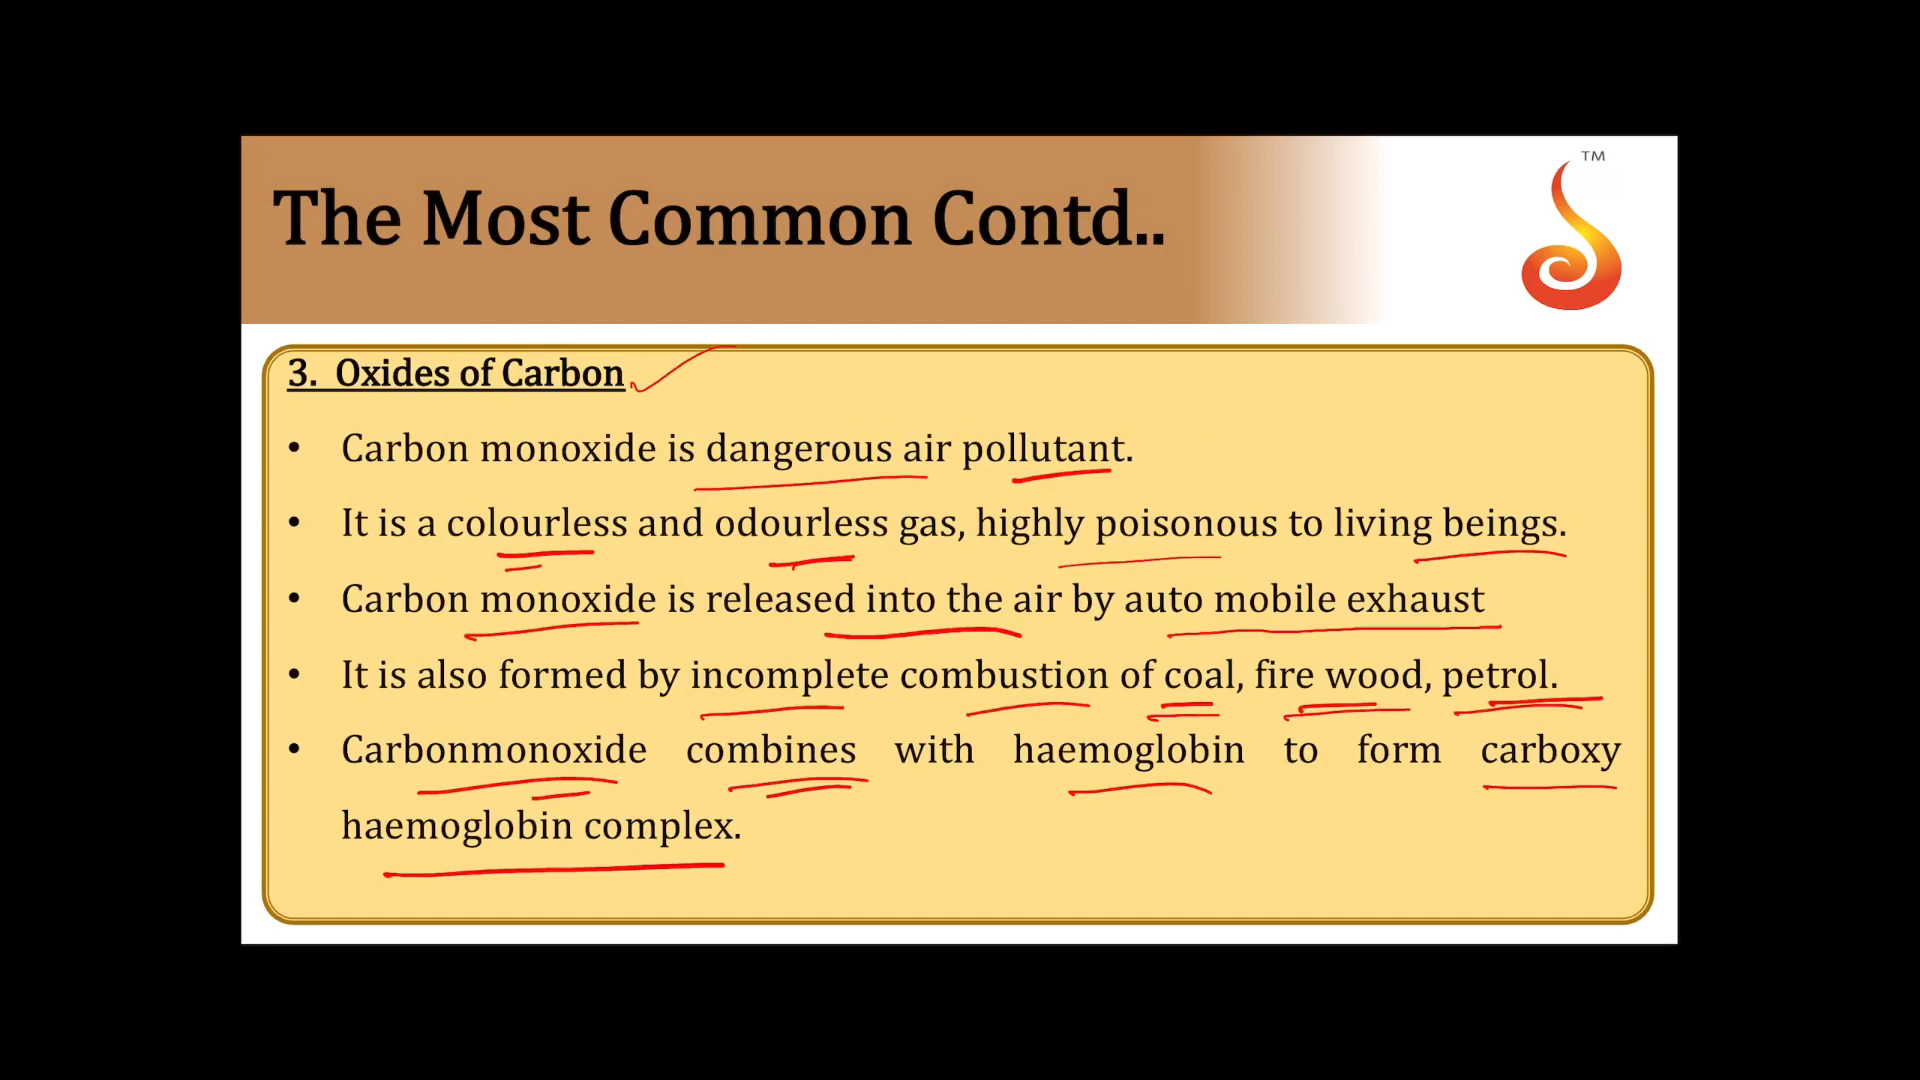 The Most Common Contd..
TM
3. Oxides of Carbon
• Carbon monoxide is dangerous air pollutant.
• It is a colourless and odourless gas, highly poisonous to living beings.
• Carbon monoxide is released into the air by auto mobile exhaust
• It is also formed by incomplete combustion of coal, fire wood, petrol.
• Carbonmonoxide combines with haemoglobin to form carboxy
haemoglobin complex.